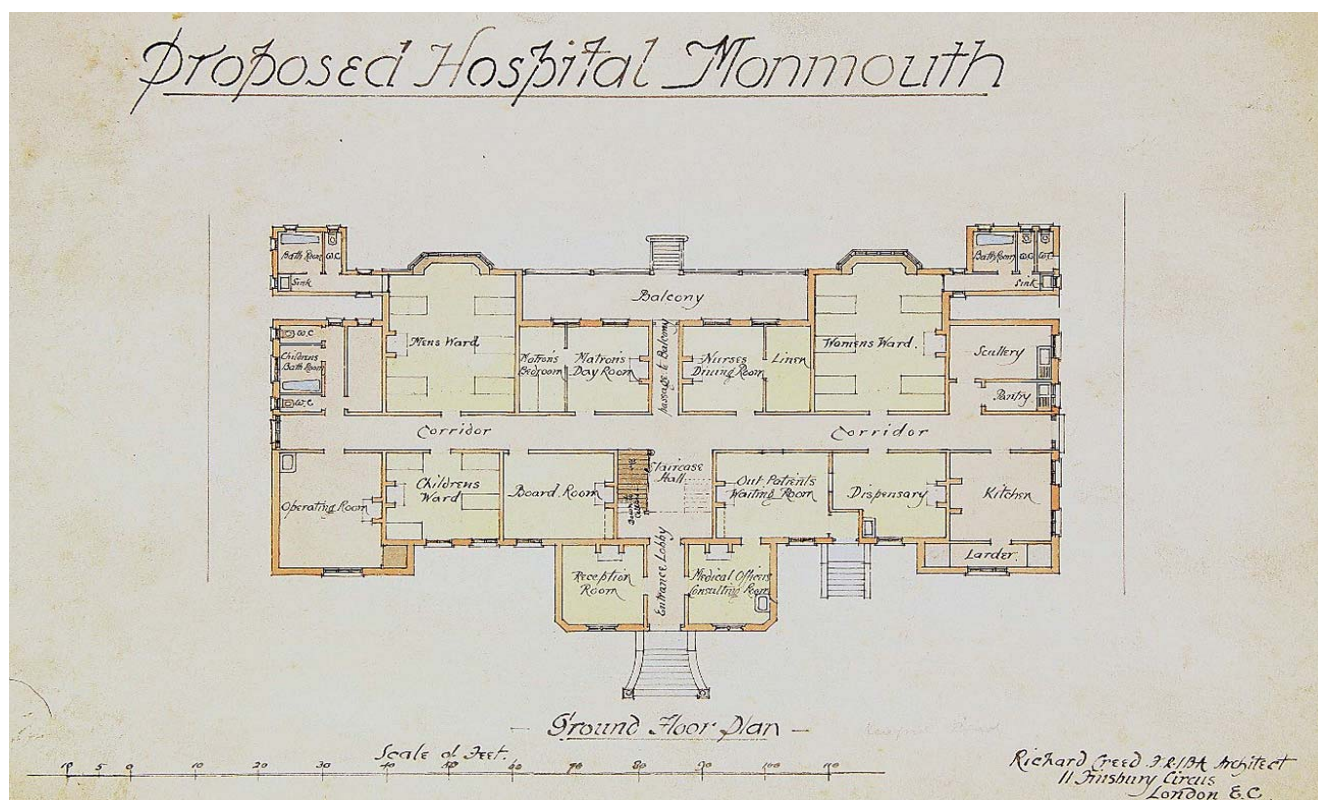 Proposed Hospital Monmouth
Bath Room
W.C
Sink
Bath Room
W.C
W.C
Sink
Balcony
W.C
Childrens
Bath Room
W.C
Mens Ward
Matron's
Bedroom
Matron's
Day Room
Passage to Balcony
Nurses
Dining Room
Linen
Womens Ward.
Scullery
Pantry
Corridor
Corridor
Operating Room
Childrens
Ward
Board Room
Staircase
Hall
Out Patients
Waiting Room
Dispensary
Kitchen
Larder
Reception
Room
Entrance Lobby
Medical Officers
Consulting Room
Ground Floor Plan
Scale of Feet.
10 5 0 10 20 30 40 50 60 70 80 90 100 110
Richard Creed F.R.I.B.A Architect
11 Finsbury Circus
London E.C.